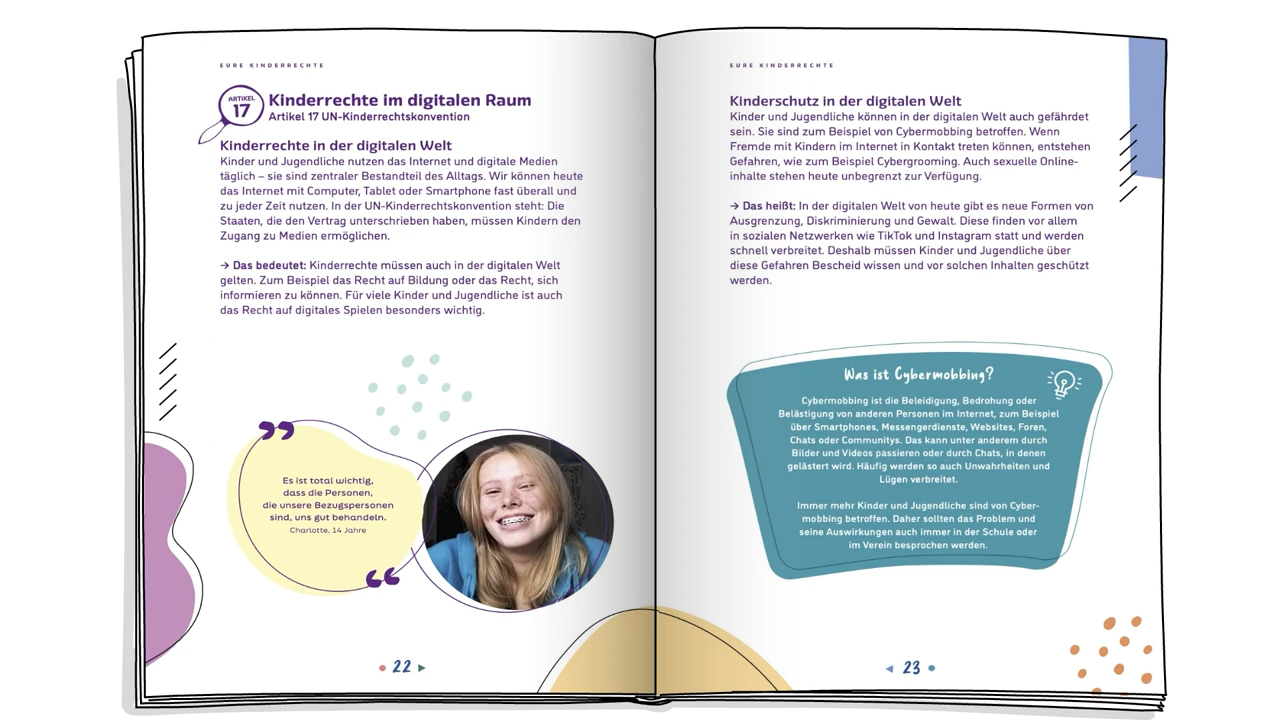 EURE KINDERRECHTE
ARTIKEL
17
Kinderrechte im digitalen Raum
Artikel 17 UN-Kinderrechtskonvention
Kinderrechte in der digitalen Welt
Kinder und Jugendliche nutzen das Internet und digitale Medien
täglich – sie sind zentraler Bestandteil des Alltags. Wir können heute
das Internet mit Computer, Tablet oder Smartphone fast überall und
zu jeder Zeit nutzen. In der UN-Kinderrechtskonvention steht: Die
Staaten, die den Vertrag unterschrieben haben, müssen Kindern den
Zugang zu Medien ermöglichen.
→ Das bedeutet: Kinderrechte müssen auch in der digitalen Welt
gelten. Zum Beispiel das Recht auf Bildung oder das Recht, sich
informieren zu können. Für viele Kinder und Jugendliche ist auch
das Recht auf digitales Spielen besonders wichtig.
Es ist total wichtig,
dass die Personen,
die unsere Bezugspersonen
sind, uns gut behandeln.
Charlotte, 14 Jahre
22
EURE KINDERRECHTE
Kinderschutz in der digitalen Welt
Kinder und Jugendliche können in der digitalen Welt auch gefährdet
sein. Sie sind zum Beispiel von Cybermobbing betroffen. Wenn
Fremde mit Kindern im Internet in Kontakt treten können, entstehen
Gefahren, wie zum Beispiel Cybergrooming. Auch sexuelle Online-
inhalte stehen heute unbegrenzt zur Verfügung.
→ Das heißt: In der digitalen Welt von heute gibt es neue Formen von
Ausgrenzung, Diskriminierung und Gewalt. Diese finden vor allem
in sozialen Netzwerken wie TikTok und Instagram statt und werden
schnell verbreitet. Deshalb müssen Kinder und Jugendliche über
diese Gefahren Bescheid wissen und vor solchen Inhalten geschützt
werden.
Was ist Cybermobbing?
Cybermobbing ist die Beleidigung, Bedrohung oder
Belästigung von anderen Personen im Internet, zum Beispiel
über Smartphones, Messengerdienste, Websites, Foren,
Chats oder Communitys. Das kann unter anderem durch
Bilder und Videos passieren oder durch Chats, in denen
gelästert wird. Häufig werden so auch Unwahrheiten und
Lügen verbreitet.
Immer mehr Kinder und Jugendliche sind von Cyber-
mobbing betroffen. Daher sollten das Problem und
seine Auswirkungen auch immer in der Schule oder
im Verein besprochen werden.
23